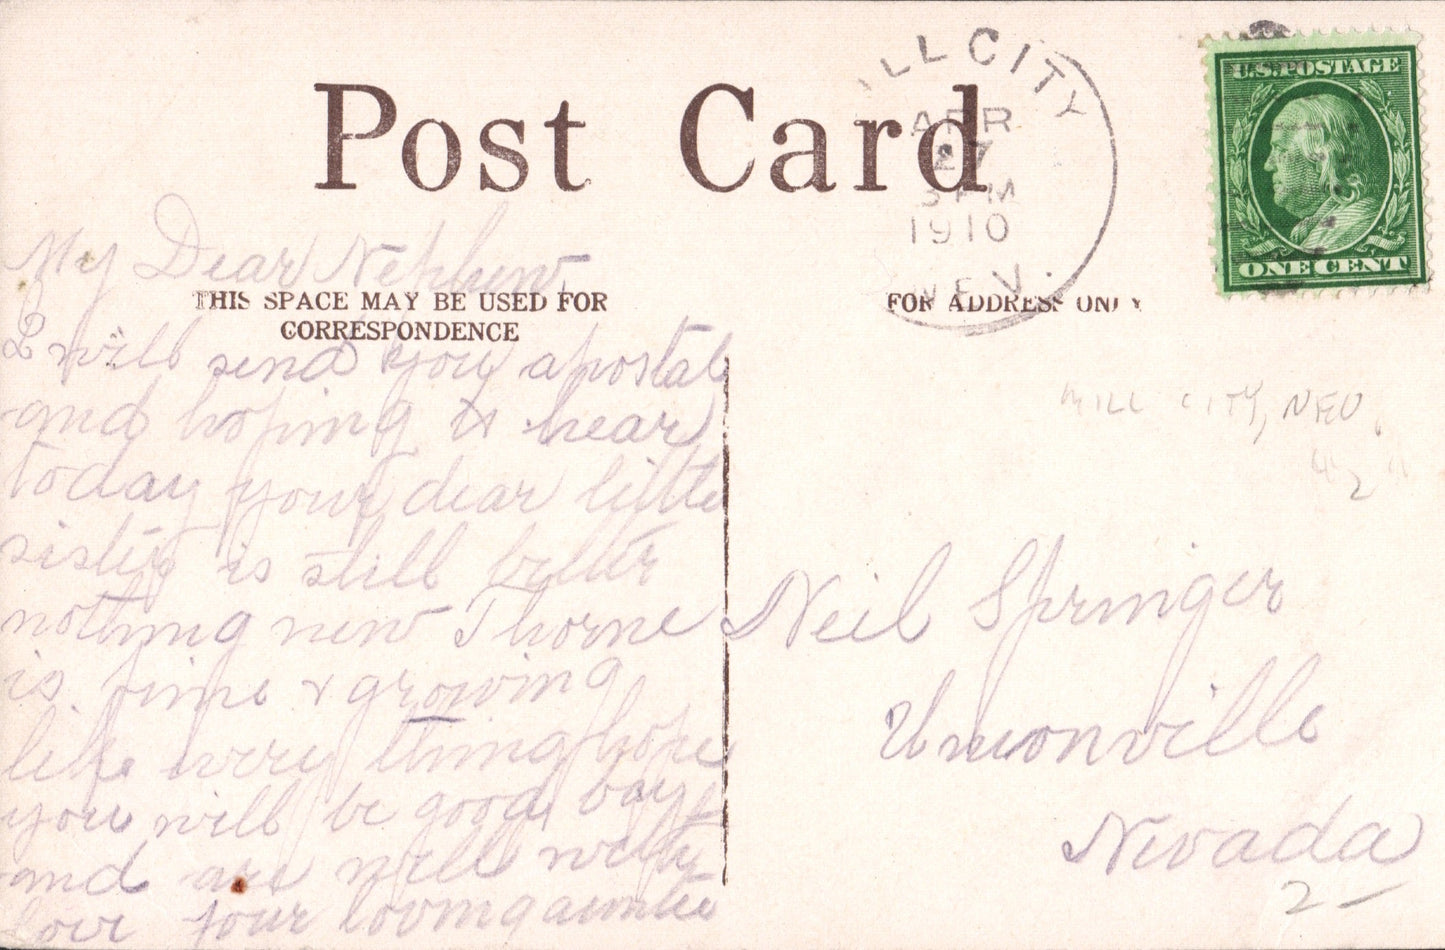 Post Card
ILL CITY
APR
27
PM
1910
NEV.
U.S. POSTAGE
ONE CENT
THIS SPACE MAY BE USED FOR
CORRESPONDENCE
FOR ADDRESS ONLY
My Dear Nephew,
I will send you a postal
and hoping to hear
today your dear little
sister is still better
nothing new Thorne
is fine & growing
like every thing hope
you will be good boy
and are well with
love your loving auntie
MILL CITY, NEV.
Neil Springer
Unionville
Nevada
2-